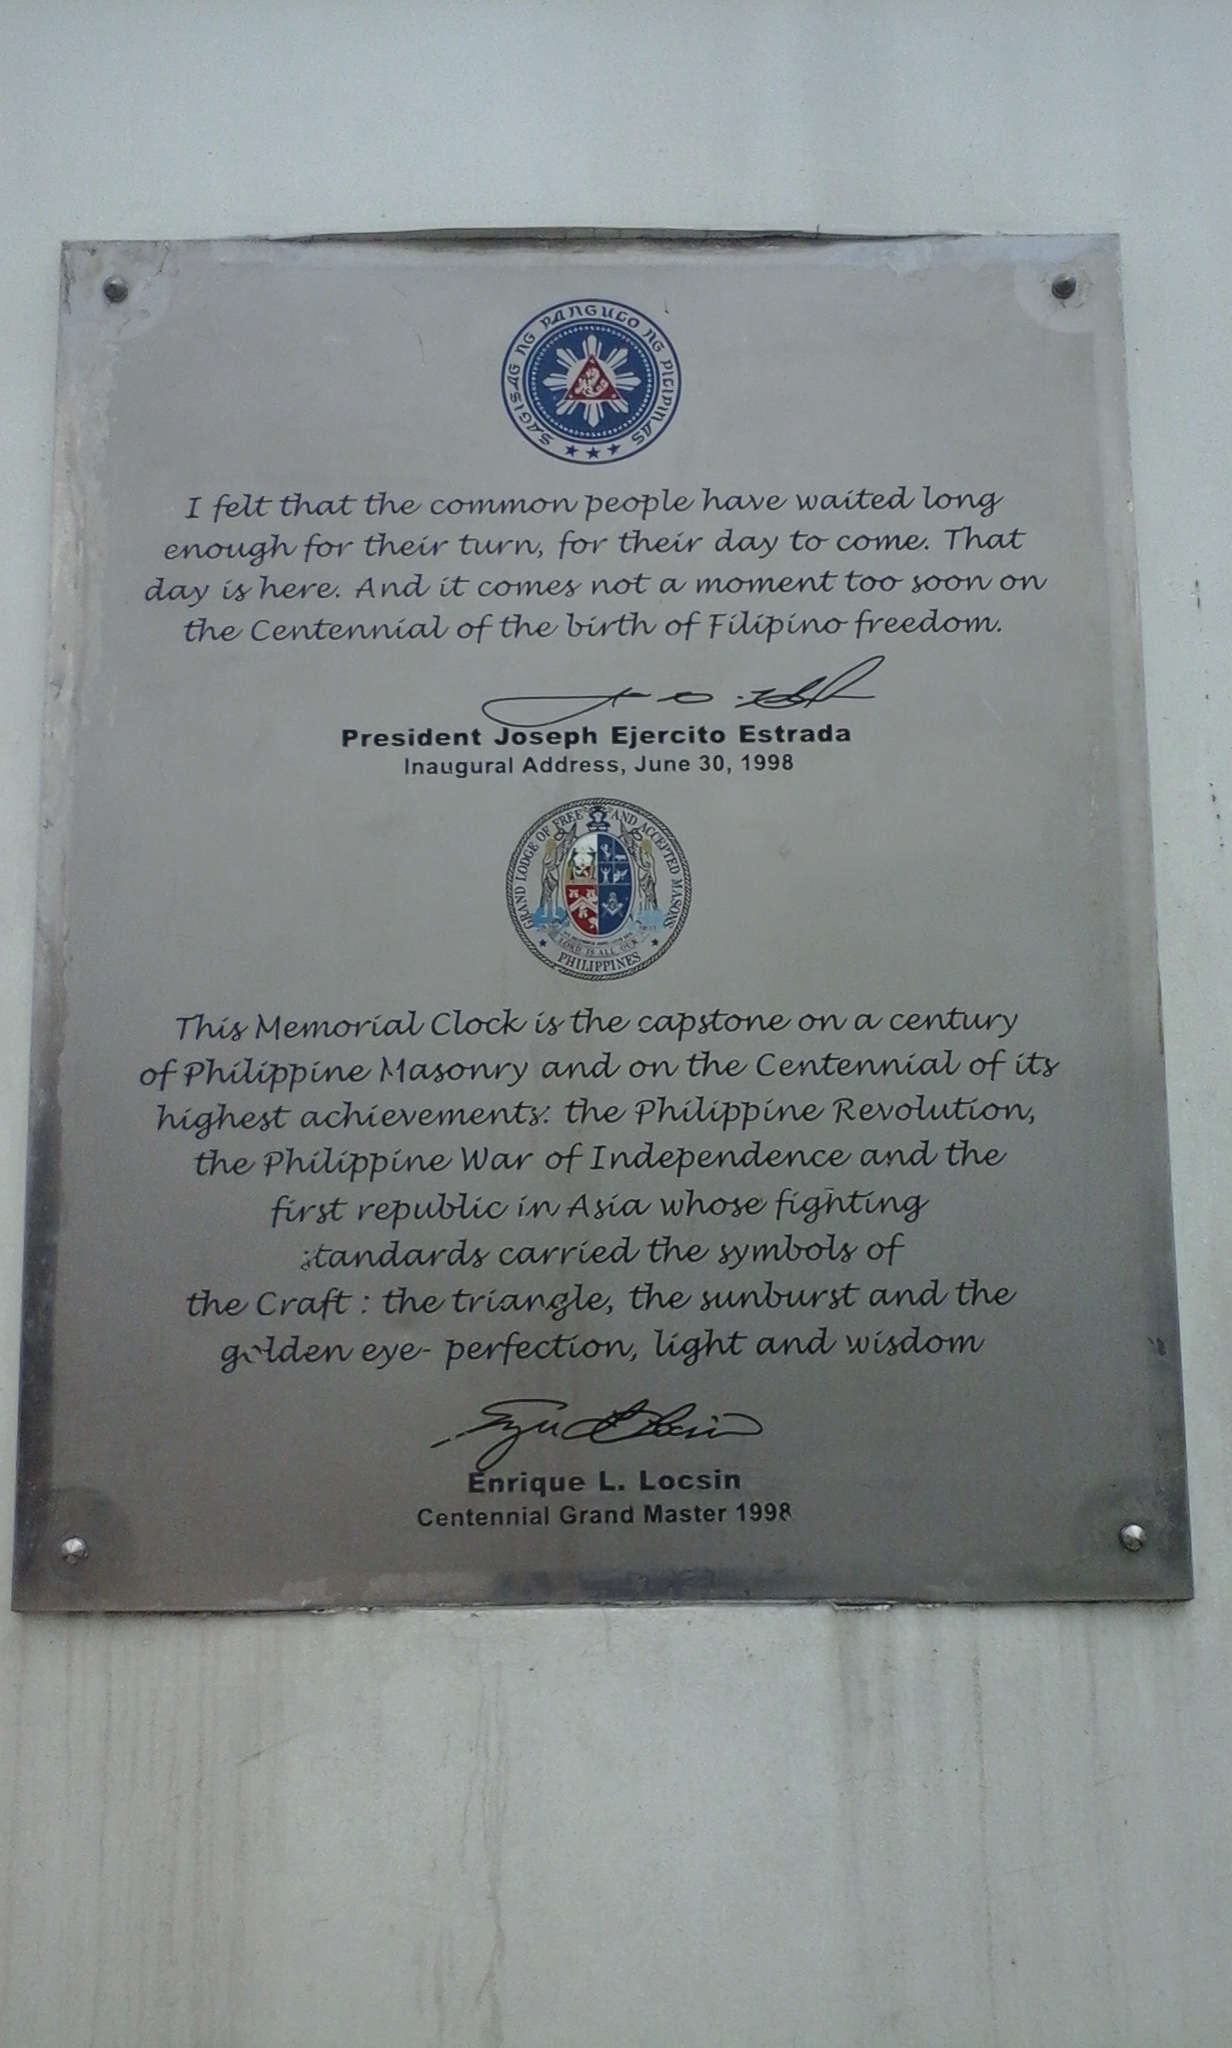 SAGISAG NG PANGULO NG PILIPINAS
I felt that the common people have waited long
enough for their turn, for their day to come. That
day is here. And it comes not a moment too soon on
the Centennial of the birth of Filipino freedom.
President Joseph Ejercito Estrada
Inaugural Address, June 30, 1998
GRAND LODGE OF FREE AND ACCEPTED MASONS
LORD IS ALL OUR
PHILIPPINES
This Memorial Clock is the capstone on a century
of Philippine Masonry and on the Centennial of its
highest achievements: the Philippine Revolution,
the Philippine War of Independence and the
first republic in Asia whose fighting
standards carried the symbols of
the Craft : the triangle, the sunburst and the
golden eye- perfection, light and wisdom
Enrique L. Locsin
Centennial Grand Master 1998